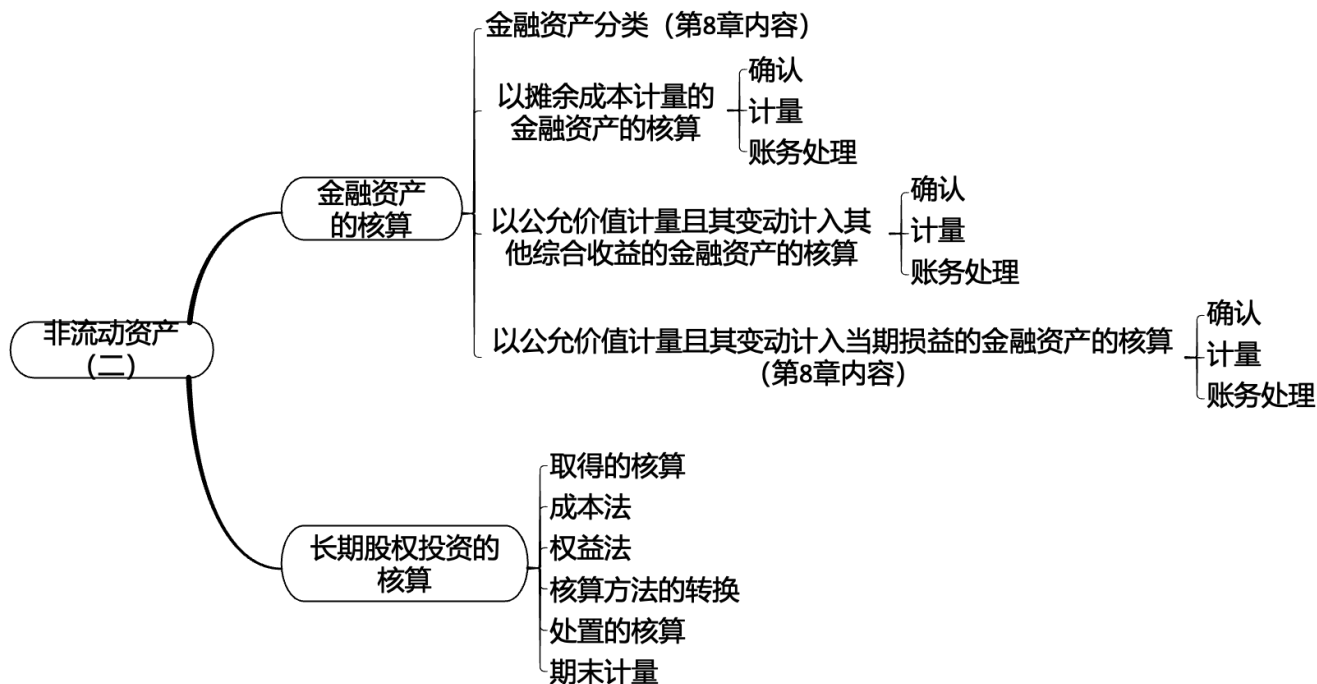 非流动资产
(二)
金融资产
的核算
金融资产分类（第8章内容）
以摊余成本计量的
金融资产的核算
确认
计量
账务处理
以公允价值计量且其变动计入其
他综合收益的金融资产的核算
确认
计量
账务处理
以公允价值计量且其变动计入当期损益的金融资产的核算
（第8章内容）
确认
计量
账务处理
长期股权投资的
核算
取得的核算
成本法
权益法
核算方法的转换
处置的核算
期末计量